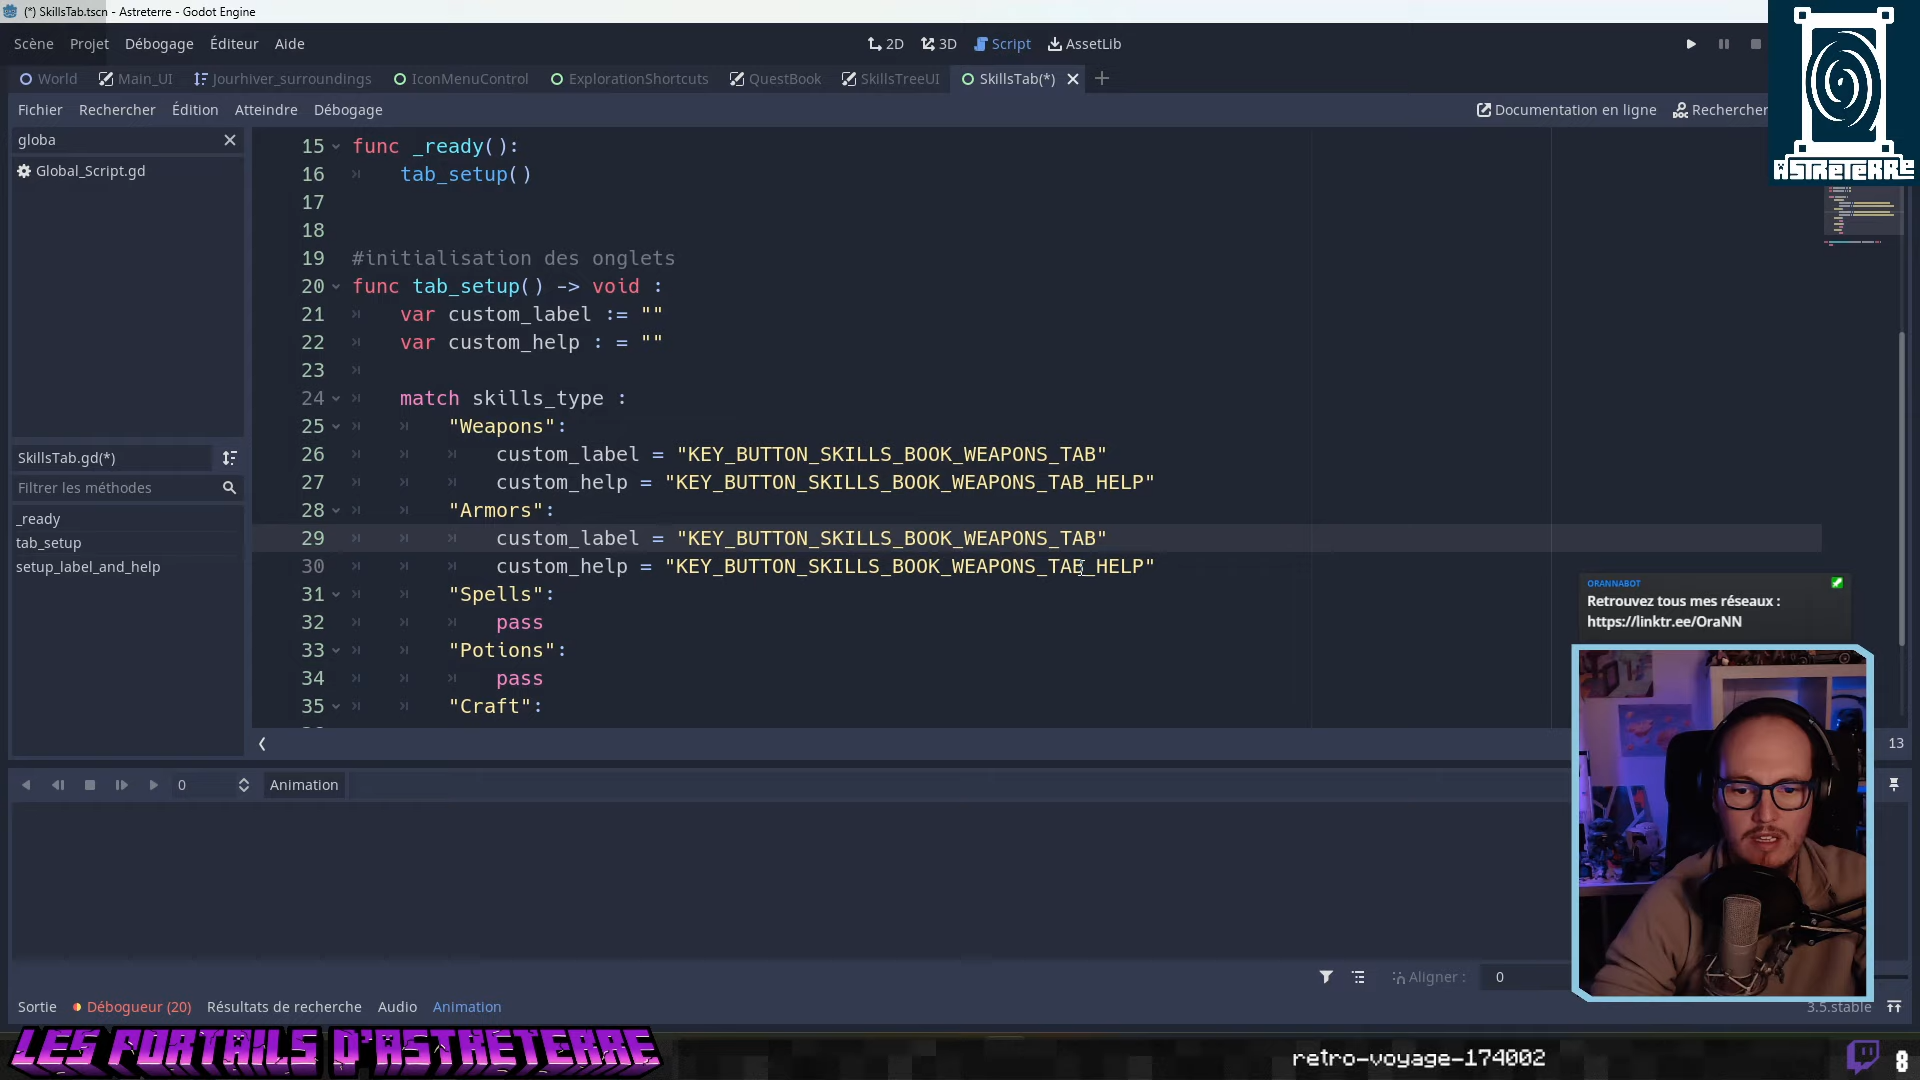 (*) SkillsTab.tscn - Astreterre - Godot Engine
Scène Projet Débogage Éditeur Aide
2D 3D Script AssetLib
World Main_UI Jourhiver_surroundings IconMenuControl ExplorationShortcuts QuestBook SkillsTreeUI SkillsTab(*)
Fichier Rechercher Édition Atteindre Débogage
Documentation en ligne Rechercher
ASTRETERRE
globa
Global_Script.gd
SkillsTab.gd(*)
Filtrer les méthodes
_ready
tab_setup
setup_label_and_help
15 func _ready():
16 tab_setup()
17
18
19 #initialisation des onglets
20 func tab_setup() -> void :
21 var custom_label := ""
22 var custom_help : = ""
23
24 match skills_type :
25 "Weapons":
26 custom_label = "KEY_BUTTON_SKILLS_BOOK_WEAPONS_TAB"
27 custom_help = "KEY_BUTTON_SKILLS_BOOK_WEAPONS_TAB_HELP"
28 "Armors":
29 custom_label = "KEY_BUTTON_SKILLS_BOOK_WEAPONS_TAB"
30 custom_help = "KEY_BUTTON_SKILLS_BOOK_WEAPONS_TAB_HELP"
31 "Spells":
32 pass
33 "Potions":
34 pass
35 "Craft":
13
ORANNABOT
Retrouvez tous mes réseaux :
https://linktr.ee/OraNN
0 Animation
Aligner : 0
Sortie Débogueur (20) Résultats de recherche Audio Animation
3.5.stable
LES PORTAILS D'ASTRETERRE
retro-voyage-174002
8